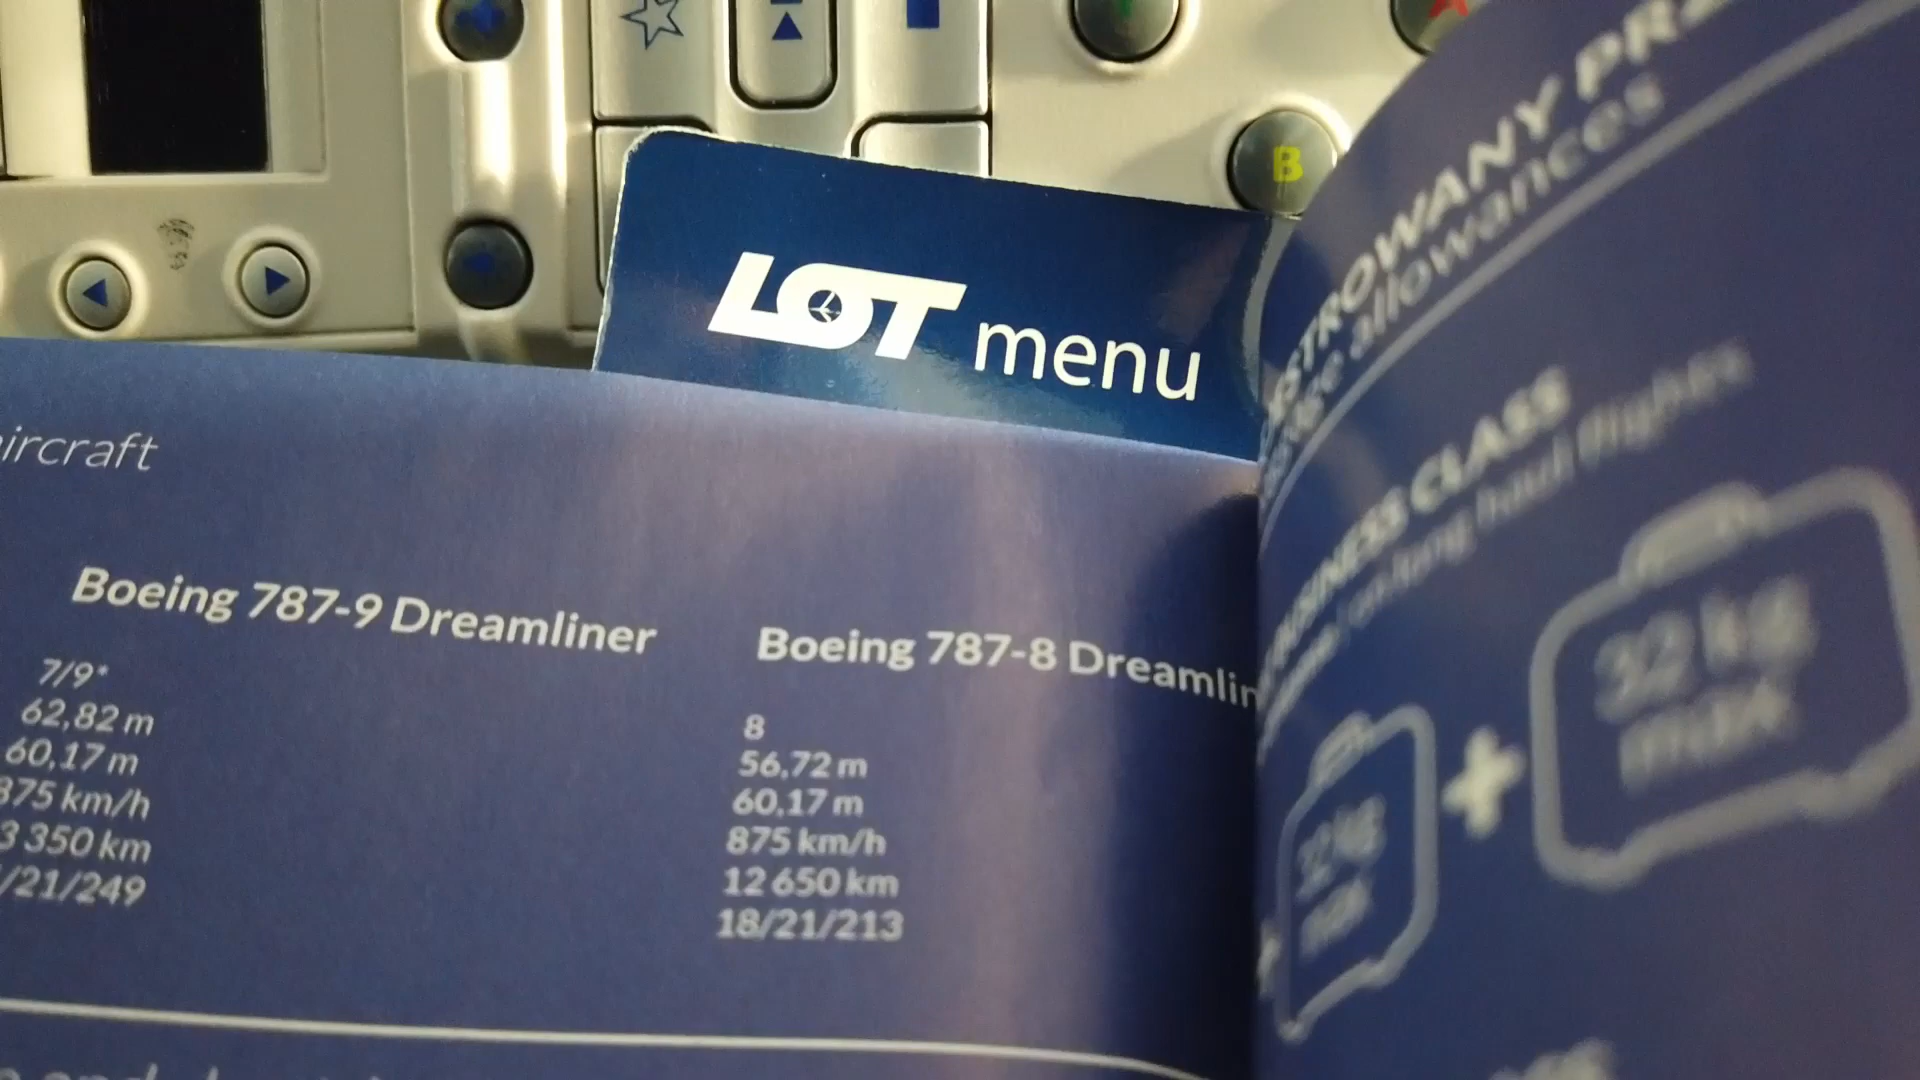 B
LOT menu
aircraft
Boeing 787-9 Dreamliner
7/9*
62,82 m
60,17 m
875 km/h
3 350 km
/21/249
Boeing 787-8 Dreamlin
8
56,72 m
60,17 m
875 km/h
12 650 km
18/21/213
allowances
BUSINESS CLASS
long haul flights
32 kg
max
+
32 kg
max